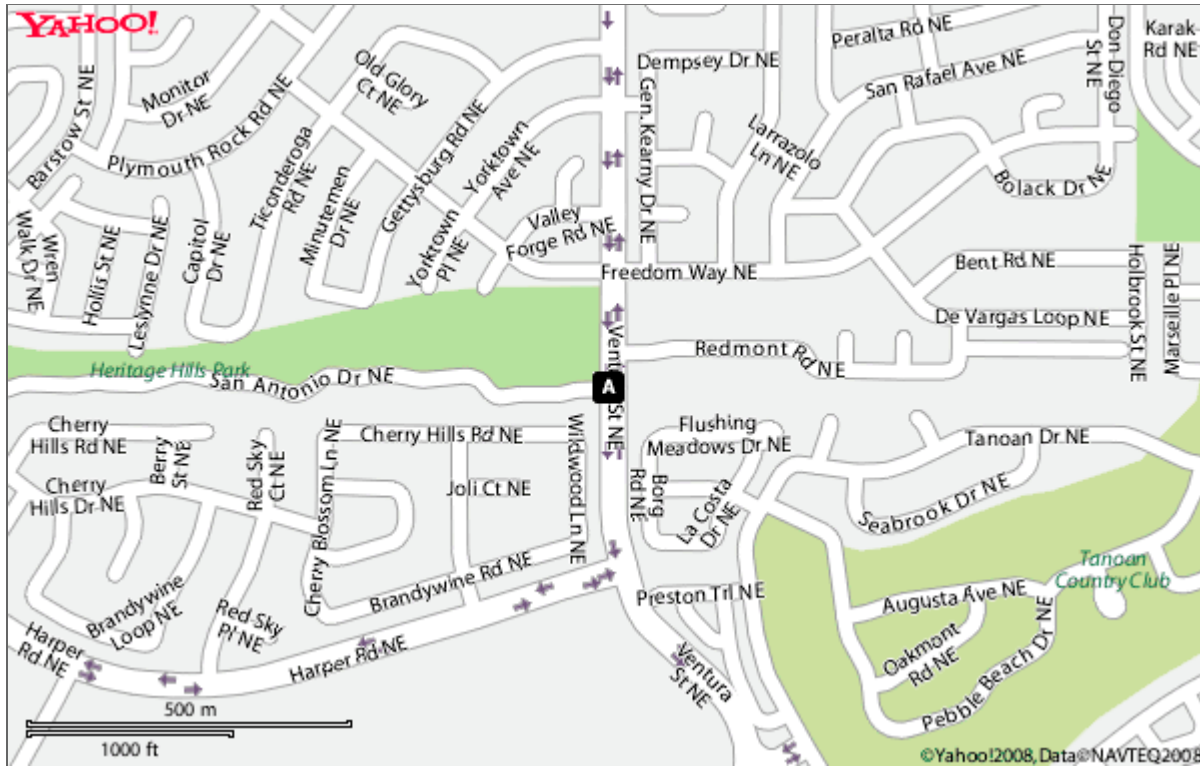 YAHOO!
Barstow St NE
Monitor
Dr NE
Plymouth Rock Rd NE
Old Glory
Ct NE
Gettysburg Rd NE
Yorktown
Ave NE
Ticonderoga
Rd NE
Minutemen
Dr NE
Capitol
Dr NE
Wren
Walk Dr NE
Hollis St NE
Leslynne Dr NE
Yorktown
Pl NE
Valley
Forge Rd NE
Dempsey Dr NE
Gen. Kearny Dr NE
Larrazolo
Ln NE
Peralta Rd NE
San Rafael Ave NE
Don Diego
St NE
Karak-
Rd NE
Bolack Dr NE
Freedom Way NE
Bent Rd NE
De Vargas Loop NE
Holbrook St NE
Marseille Pl NE
Redmont Rd NE
Heritage Hills Park
San Antonio Dr NE
A
St NE
Cherry
Hills Rd NE
Cherry
Hills Dr NE
Berry
St NE
Red Sky
Ct NE
Cherry Blossom Ln NE
Cherry Hills Rd NE
Joli Ct NE
Wildwood Ln NE
Flushing
Meadows Dr NE
Borg
Rd NE
La Costa
Dr NE
Tanoan Dr NE
Seabrook Dr NE
Tanoan
Country Club
Brandywine
Loop NE
Red Sky
Pl NE
Brandywine Rd NE
Harper
Rd NE
Harper Rd NE
Preston Trl NE
Ventura
St NE
Augusta Ave NE
Oakmont
Rd NE
Pebble Beach Dr NE
500 m
1000 ft
©Yahoo!2008, Data©NAVTEQ2008